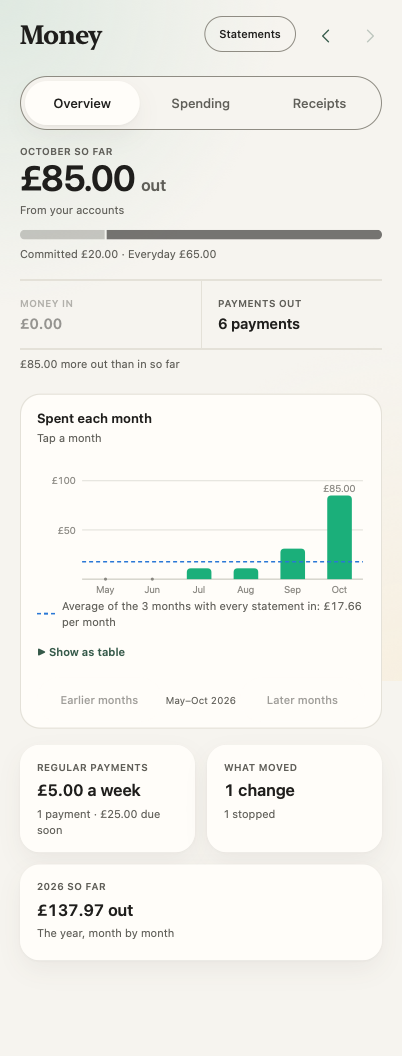 Money
Statements
Overview
Spending
Receipts
OCTOBER SO FAR
£85.00 out
From your accounts
Committed £20.00 · Everyday £65.00
MONEY IN
£0.00
PAYMENTS OUT
6 payments
£85.00 more out than in so far
Spent each month
Tap a month
£100
£85.00
£50
May
Jun
Jul
Aug
Sep
Oct
Average of the 3 months with every statement in: £17.66
per month
Show as table
Earlier months
May–Oct 2026
Later months
REGULAR PAYMENTS
£5.00 a week
1 payment · £25.00 due
soon
WHAT MOVED
1 change
1 stopped
2026 SO FAR
£137.97 out
The year, month by month